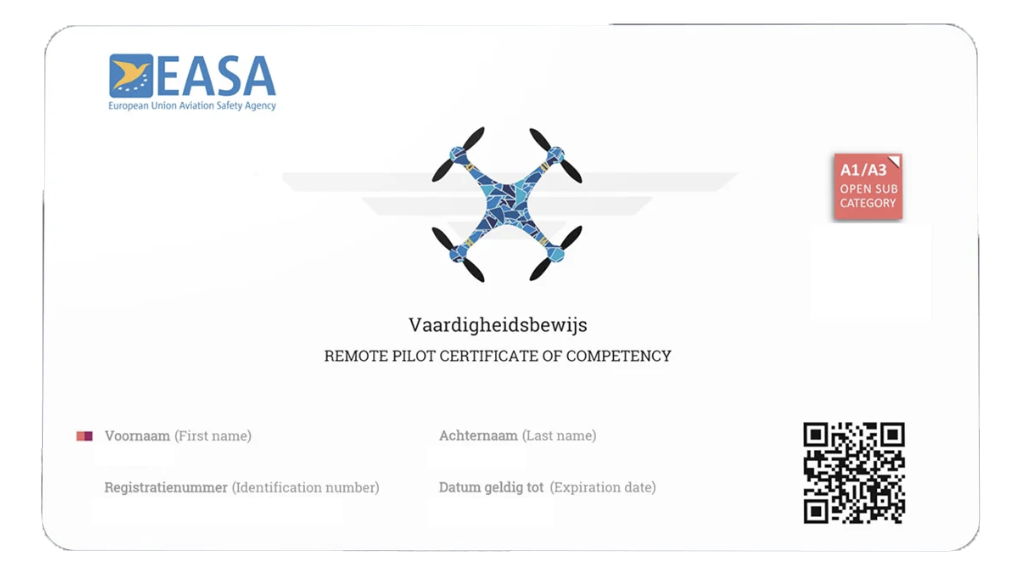 EASA
European Union Aviation Safety Agency
A1/A3
OPEN SUB
CATEGORY
Vaardigheidsbewijs
REMOTE PILOT CERTIFICATE OF COMPETENCY
Voornaam (First name)
Achternaam (Last name)
Registratienummer (Identification number)
Datum geldig tot (Expiration date)